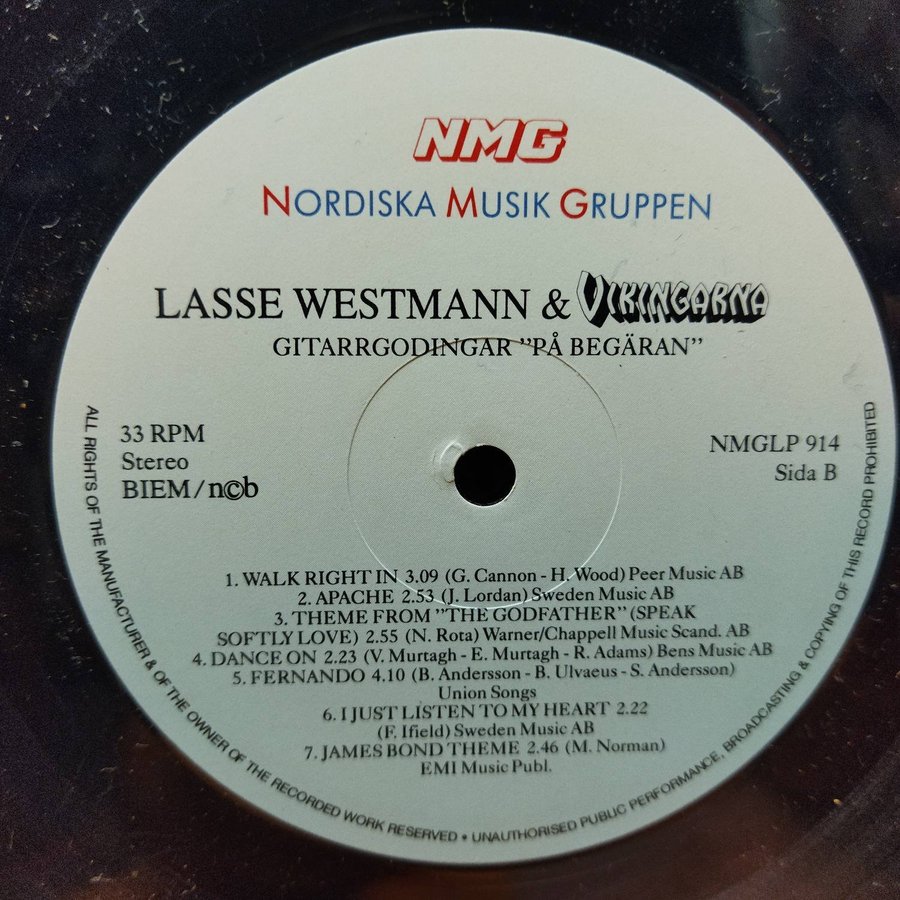 NMG
NORDISKA MUSIK GRUPPEN
LASSE WESTMANN & VIKINGARNA
GITARRGODINGAR ”PÅ BEGÄRAN”
33 RPM
Stereo
BIEM/n©b
NMGLP 914
Sida B
1. WALK RIGHT IN 3.09 (G. Cannon - H. Wood) Peer Music AB
2. APACHE 2.53 (J. Lordan) Sweden Music AB
3. THEME FROM ”THE GODFATHER” (SPEAK
SOFTLY LOVE) 2.55 (N. Rota) Warner/Chappell Music Scand. AB
4. DANCE ON 2.23 (V. Murtagh - E. Murtagh - R. Adams) Bens Music AB
5. FERNANDO 4.10 (B. Andersson - B. Ulvaeus - S. Andersson)
Union Songs
6. I JUST LISTEN TO MY HEART 2.22
(F. Ifield) Sweden Music AB
7. JAMES BOND THEME 2.46 (M. Norman)
EMI Music Publ.
ALL RIGHTS OF THE MANUFACTURER & OF THE OWNER OF THE RECORDED WORK RESERVED • UNAUTHORISED PUBLIC PERFORMANCE, BROADCASTING & COPYING OF THIS RECORD PROHIBITED